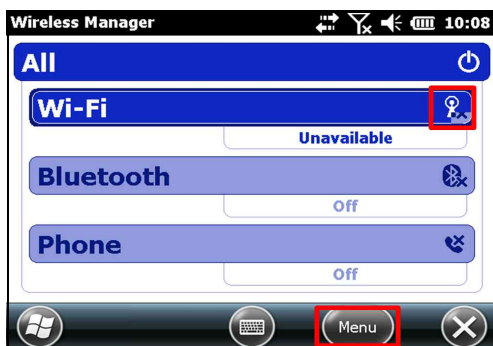 Wireless Manager 10:08
All
Wi-Fi
Unavailable
Bluetooth
Off
Phone
Off
Menu